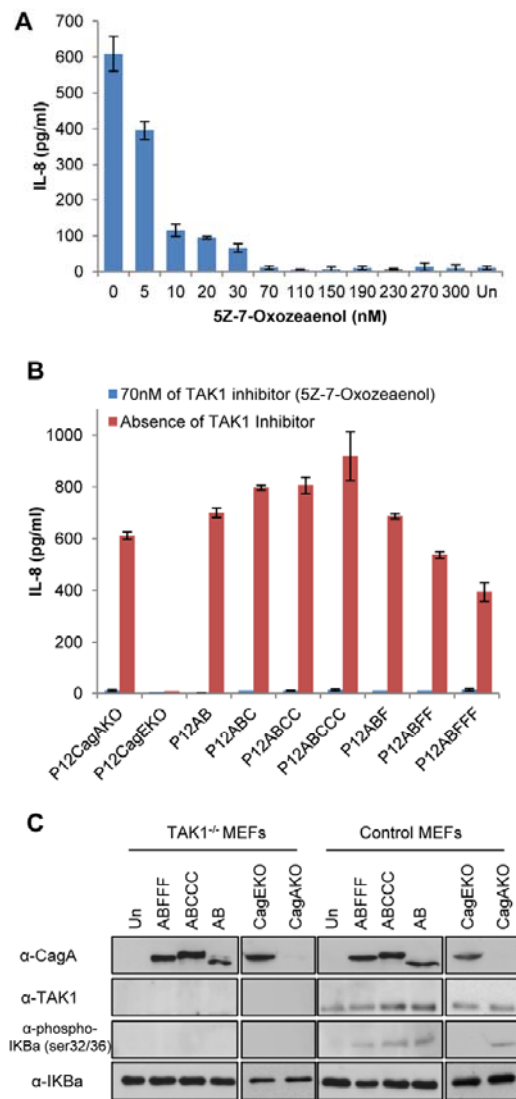 A
700
600
500
400
300
200
100
0
IL-8 (pg/ml)
0 5 10 20 30 70 110 150 190 230 270 300 Un
5Z-7-Oxozeaenol (nM)
B
70nM of TAK1 inhibitor (5Z-7-Oxozeaenol)
Absence of TAK1 Inhibitor
1000
800
600
400
200
0
IL-8 (pg/ml)
P12CagAKO P12CagEKO P12AB P12ABC P12ABCC P12ABCCC P12ABF P12ABFF P12ABFFF
C
TAK1-/- MEFs Control MEFs
Un ABFFF ABCCC AB CagEKO CagAKO Un ABFFF ABCCC AB CagEKO CagAKO
α-CagA
α-TAK1
α-phospho-
IKBa (ser32/36)
α-IKBa